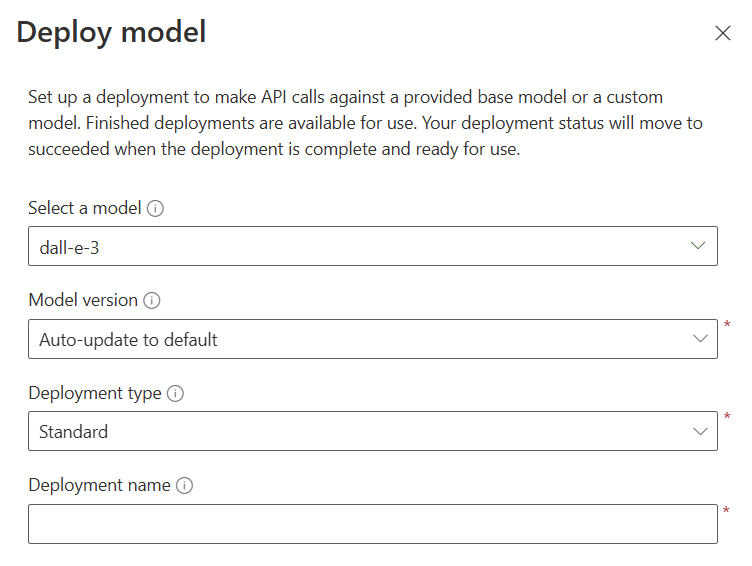 Deploy model
Set up a deployment to make API calls against a provided base model or a custom
model. Finished deployments are available for use. Your deployment status will move to
succeeded when the deployment is complete and ready for use.
Select a model
dall-e-3
Model version
Auto-update to default
*
Deployment type
Standard
*
Deployment name
*